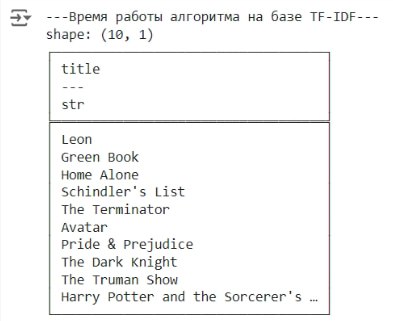 ---Время работы алгоритма на базе TF-IDF---
shape: (10, 1)
title
---
str
Leon
Green Book
Home Alone
Schindler's List
The Terminator
Avatar
Pride & Prejudice
The Dark Knight
The Truman Show
Harry Potter and the Sorcerer's …